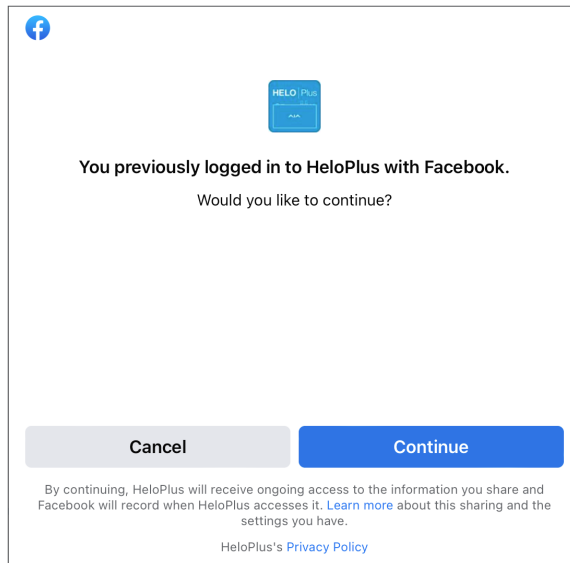 HELO Plus
You previously logged in to HeloPlus with Facebook.
Would you like to continue?
Cancel
Continue
By continuing, HeloPlus will receive ongoing access to the information you share and
Facebook will record when HeloPlus accesses it. Learn more about this sharing and the
settings you have.
HeloPlus's Privacy Policy